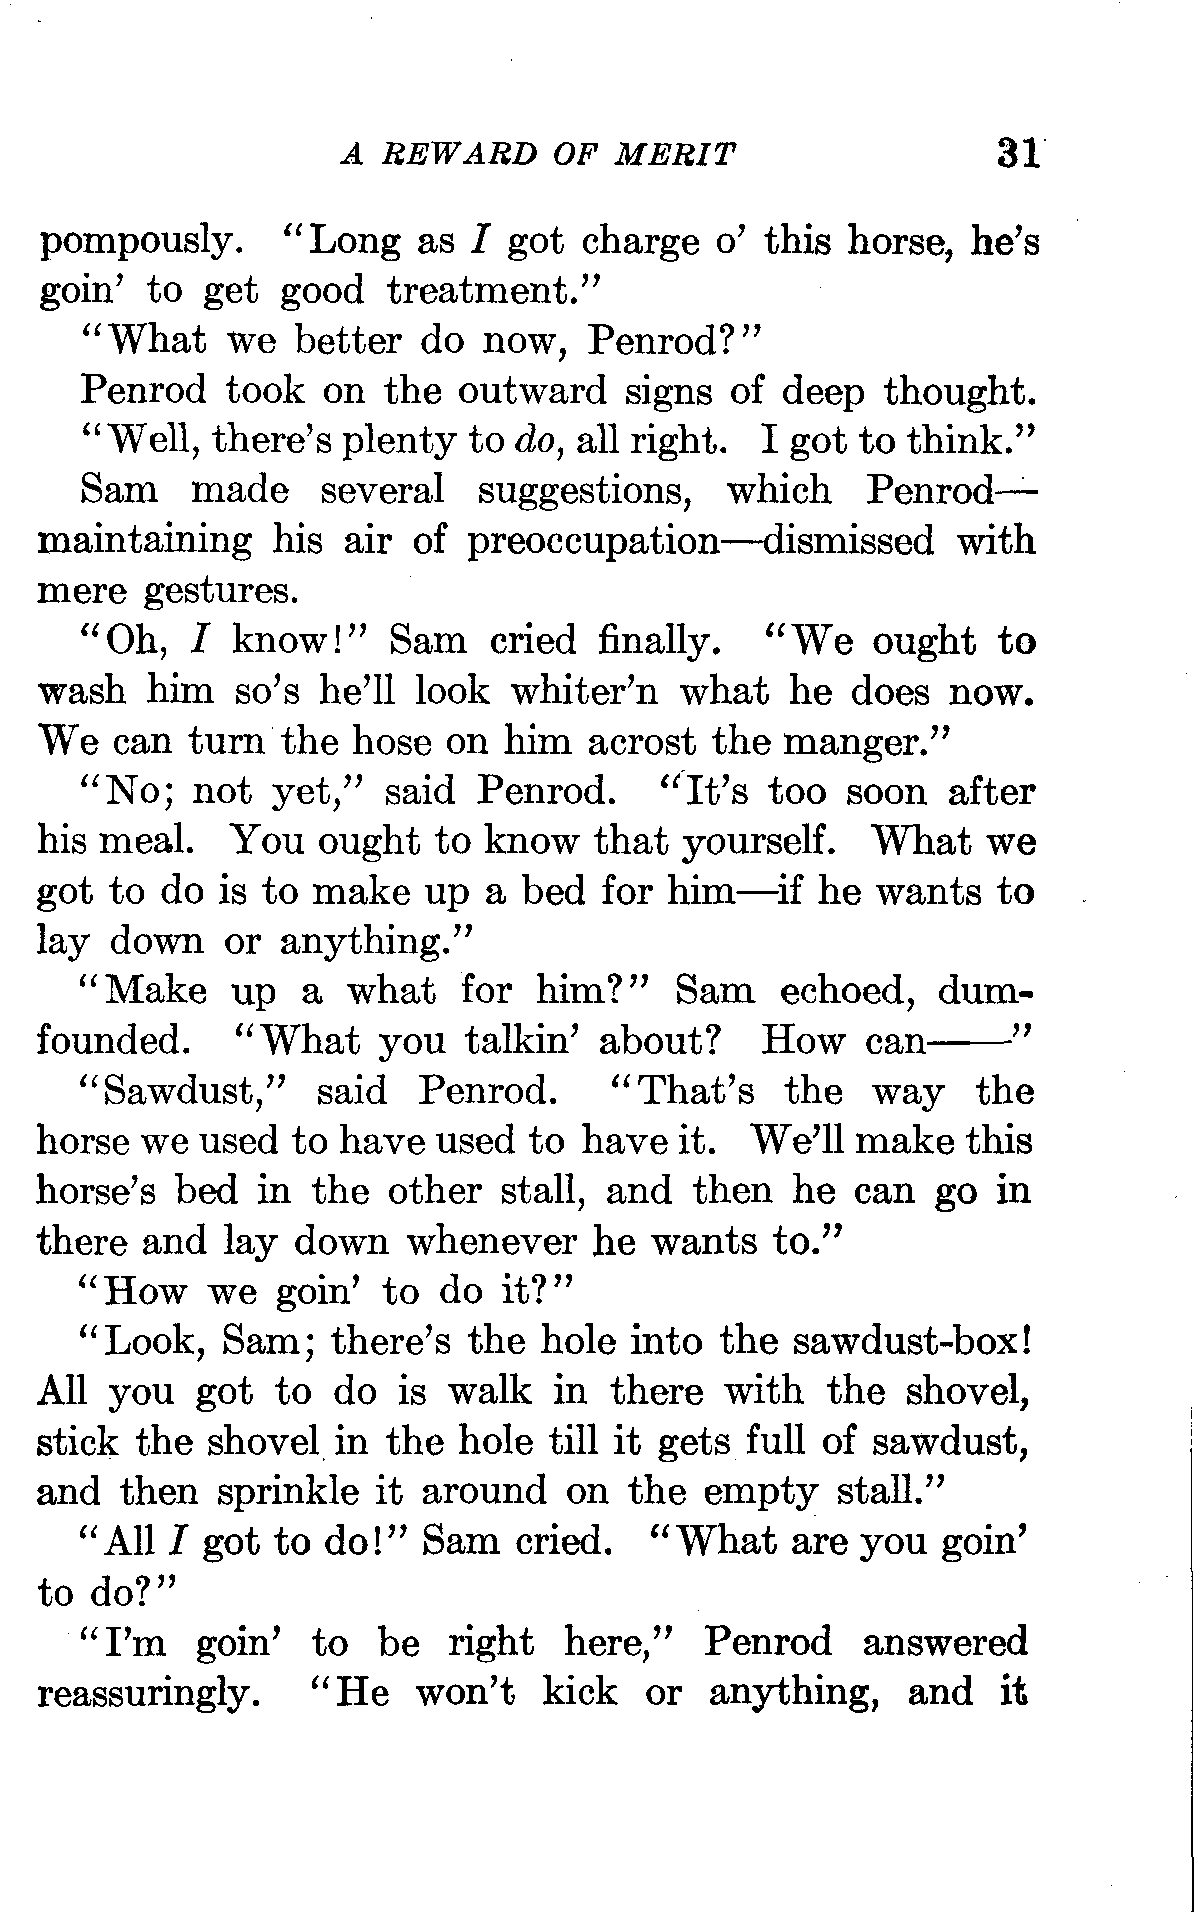 A REWARD OF MERIT 31
pompously. "Long as I got charge o' this horse, he's
goin' to get good treatment."
"What we better do now, Penrod?"
Penrod took on the outward signs of deep thought.
"Well, there's plenty to do, all right. I got to think."
Sam made several suggestions, which Penrod—
maintaining his air of preoccupation—dismissed with
mere gestures.
"Oh, I know!" Sam cried finally. "We ought to
wash him so's he'll look whiter'n what he does now.
We can turn the hose on him acrost the manger."
"No; not yet," said Penrod. "It's too soon after
his meal. You ought to know that yourself. What we
got to do is to make up a bed for him—if he wants to
lay down or anything."
"Make up a what for him?" Sam echoed, dum-
founded. "What you talkin' about? How can——"
"Sawdust," said Penrod. "That's the way the
horse we used to have used to have it. We'll make this
horse's bed in the other stall, and then he can go in
there and lay down whenever he wants to."
"How we goin' to do it?"
"Look, Sam; there's the hole into the sawdust-box!
All you got to do is walk in there with the shovel,
stick the shovel in the hole till it gets full of sawdust,
and then sprinkle it around on the empty stall."
"All I got to do!" Sam cried. "What are you goin'
to do?"
"I'm goin' to be right here," Penrod answered
reassuringly. "He won't kick or anything, and it